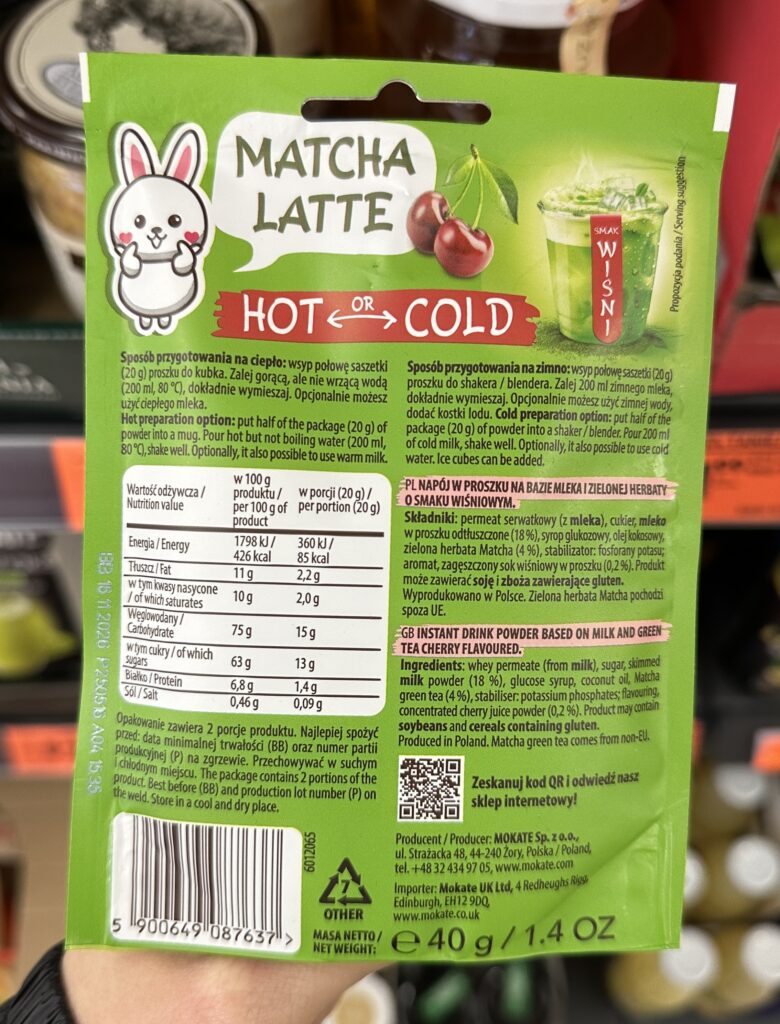 MATCHA
LATTE
SMAK
WIŚNI
Propozycja podania / Serving suggestion
HOT OR COLD
Sposób przygotowania na ciepło: wsyp połowę saszetki
(20 g) proszku do kubka. Zalej gorącą, ale nie wrzącą wodą
(200 ml, 80 °C), dokładnie wymieszaj. Opcjonalnie możesz
użyć ciepłego mleka.
Hot preparation option: put half of the package (20 g) of
powder into a mug. Pour hot but not boiling water (200 ml,
80 °C), shake well. Optionally, it also possible to use warm milk.
Sposób przygotowania na zimno: wsyp połowę saszetki (20 g)
proszku do shakera / blendera. Zalej 200 ml zimnego mleka,
dokładnie wymieszaj. Opcjonalnie możesz użyć zimnej wody,
dodać kostki lodu. Cold preparation option: put half of the
package (20 g) of powder into a shaker / blender. Pour 200 ml
of cold milk, shake well. Optionally, it also possible to use cold
water. Ice cubes can be added.
Wartość odżywcza / Nutrition value w 100 g produktu / per 100 g of product w porcji (20 g) / per portion (20 g)
Energia / Energy 1798 kJ / 426 kcal 360 kJ / 85 kcal
Tłuszcz / Fat 11 g 2,2 g
w tym kwasy nasycone / of which saturates 10 g 2,0 g
Węglowodany / Carbohydrate 75 g 15 g
w tym cukry / of which sugars 63 g 13 g
Białko / Protein 6,8 g 1,4 g
Sól / Salt 0,46 g 0,09 g
Opakowanie zawiera 2 porcje produktu. Najlepiej spożyć
przed: data minimalnej trwałości (BB) oraz numer partii
produkcyjnej (P) na zgrzewie. Przechowywać w suchym
i chłodnym miejscu. The package contains 2 portions of the
product. Best before (BB) and production lot number (P) on
the weld. Store in a cool and dry place.
PL NAPÓJ W PROSZKU NA BAZIE MLEKA I ZIELONEJ HERBATY
O SMAKU WIŚNIOWYM.
Składniki: permeat serwatkowy (z mleka), cukier, mleko
w proszku odtłuszczone (18 %), syrop glukozowy, olej kokosowy,
zielona herbata Matcha (4 %), stabilizator: fosforany potasu;
aromat, zagęszczony sok wiśniowy w proszku (0,2 %). Produkt
może zawierać soję i zboża zawierające gluten.
Wyprodukowano w Polsce. Zielona herbata Matcha pochodzi
spoza UE.
GB INSTANT DRINK POWDER BASED ON MILK AND GREEN
TEA CHERRY FLAVOURED.
Ingredients: whey permeate (from milk), sugar, skimmed
milk powder (18 %), glucose syrup, coconut oil, Matcha
green tea (4 %), stabiliser: potassium phosphates; flavouring,
concentrated cherry juice powder (0,2 %). Product may contain
soybeans and cereals containing gluten.
Produced in Poland. Matcha green tea comes from non-EU.
Zeskanuj kod QR i odwiedź nasz
sklep internetowy!
Producent / Producer: MOKATE Sp. z o.o.,
ul. Strażacka 48, 44-240 Żory, Polska / Poland,
tel. +48 32 434 97 05, www.mokate.com
Importer: Mokate UK Ltd, 4 Redheughs Rigg,
Edinburgh, EH12 9DQ,
www.mokate.co.uk
6012065
5 900649 087637 >
7
OTHER
MASA NETTO /
NET WEIGHT: e 40 g / 1.4 OZ